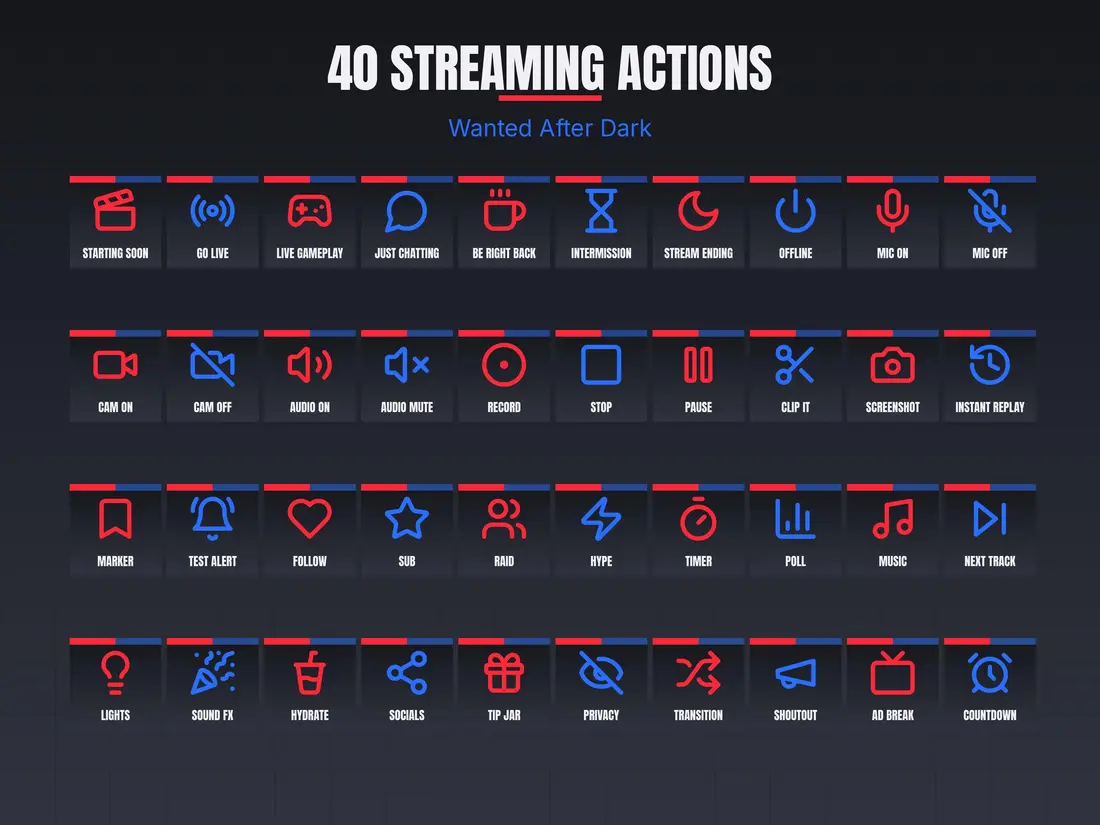 40 STREAMING ACTIONS
Wanted After Dark
STARTING SOON
GO LIVE
LIVE GAMEPLAY
JUST CHATTING
BE RIGHT BACK
INTERMISSION
STREAM ENDING
OFFLINE
MIC ON
MIC OFF
CAM ON
CAM OFF
AUDIO ON
AUDIO MUTE
RECORD
STOP
PAUSE
CLIP IT
SCREENSHOT
INSTANT REPLAY
MARKER
TEST ALERT
FOLLOW
SUB
RAID
HYPE
TIMER
POLL
MUSIC
NEXT TRACK
LIGHTS
SOUND FX
HYDRATE
SOCIALS
TIP JAR
PRIVACY
TRANSITION
SHOUTOUT
AD BREAK
COUNTDOWN